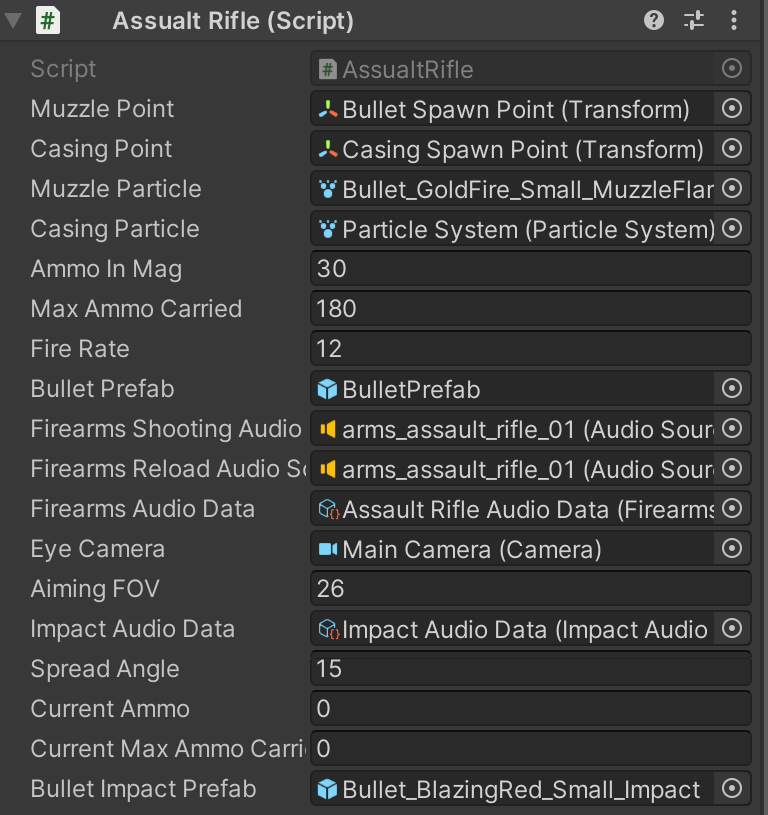 # Assualt Rifle (Script) ?
Script # AssualtRifle
Muzzle Point Bullet Spawn Point (Transform)
Casing Point Casing Spawn Point (Transform)
Muzzle Particle Bullet_GoldFire_Small_MuzzleFlar
Casing Particle Particle System (Particle System)
Ammo In Mag 30
Max Ammo Carried 180
Fire Rate 12
Bullet Prefab BulletPrefab
Firearms Shooting Audio arms_assault_rifle_01 (Audio Sour
Firearms Reload Audio So arms_assault_rifle_01 (Audio Sour
Firearms Audio Data Assault Rifle Audio Data (Firearms
Eye Camera Main Camera (Camera)
Aiming FOV 26
Impact Audio Data Impact Audio Data (Impact Audio
Spread Angle 15
Current Ammo 0
Current Max Ammo Carri 0
Bullet Impact Prefab Bullet_BlazingRed_Small_Impact